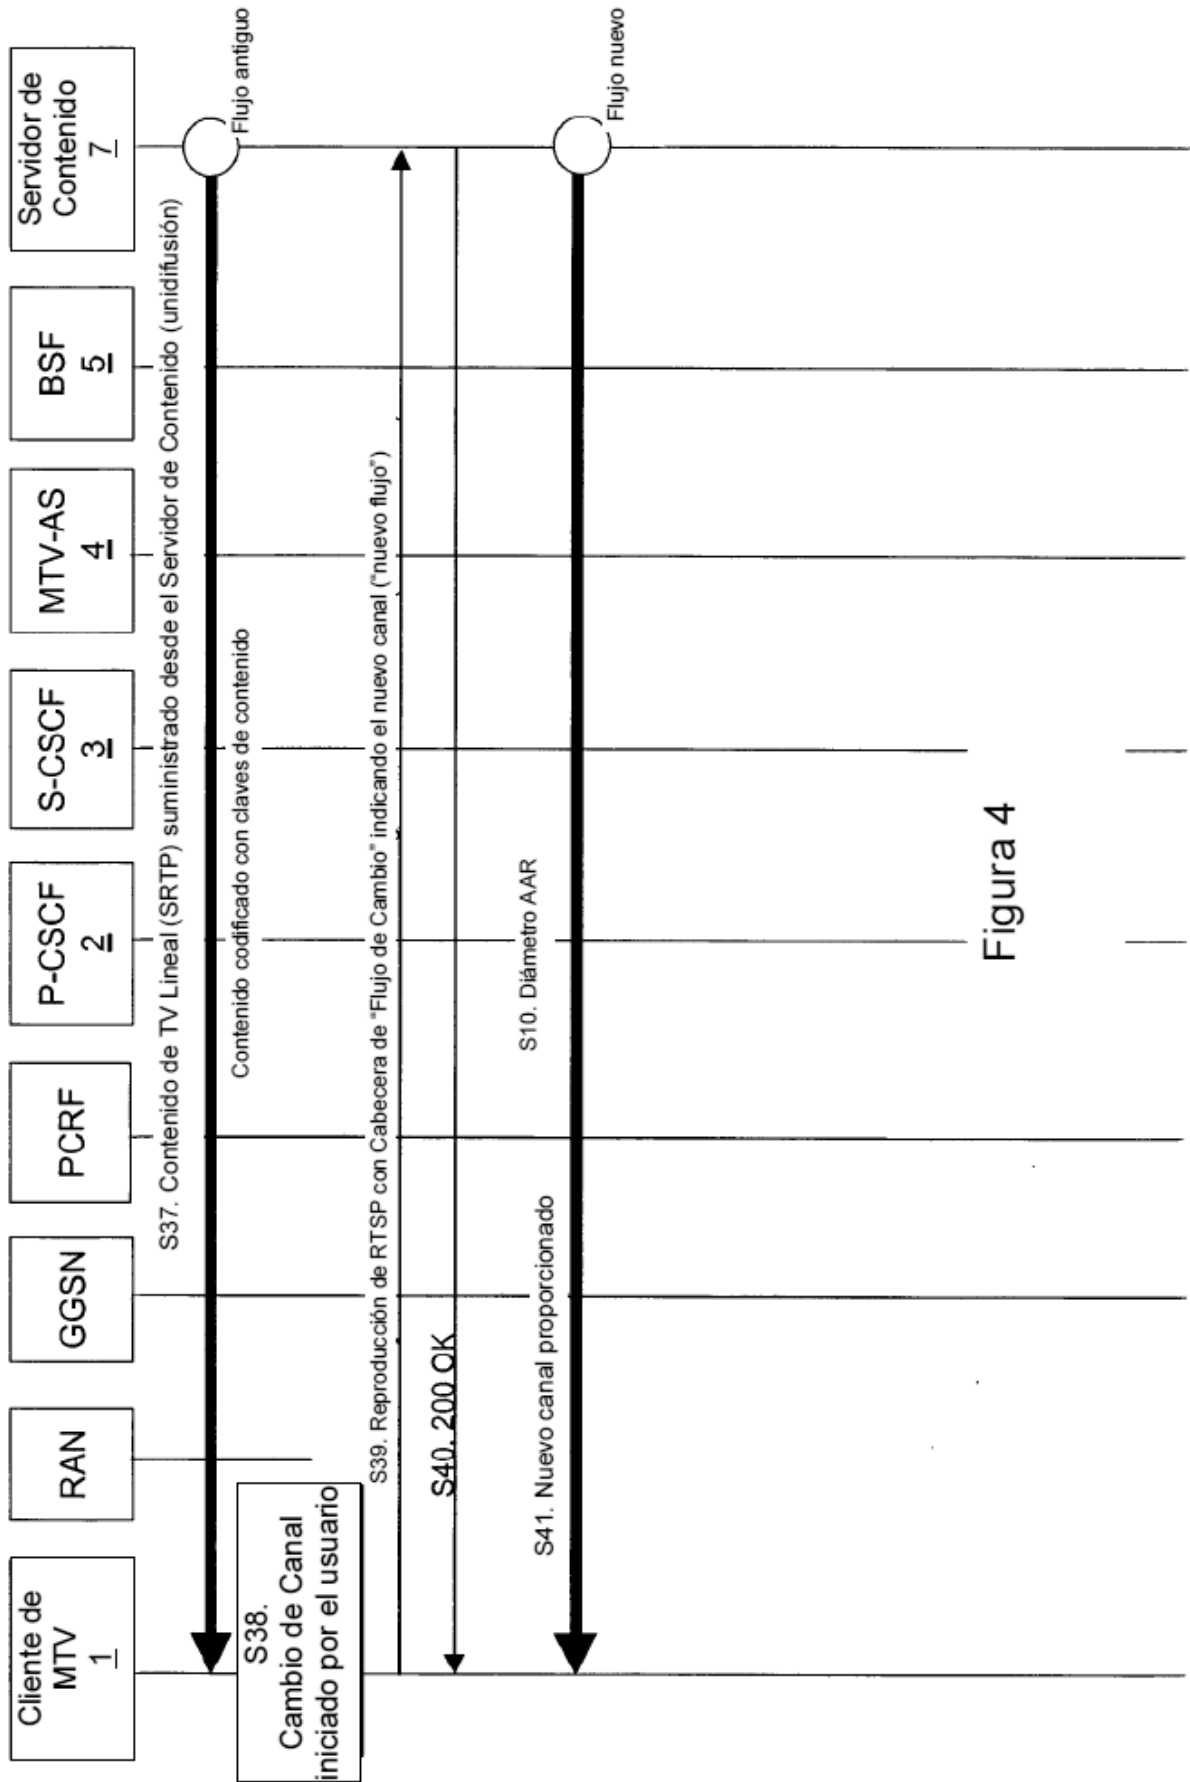 Cliente de
MTV
1
RAN
GGSN
PCRF
P-CSCF
2
S-CSCF
3
MTV-AS
4
BSF
5
Servidor de
Contenido
7
S37. Contenido de TV Lineal (SRTP) suministrado desde el Servidor de Contenido (unidifusión)
Flujo antiguo
Contenido codificado con claves de contenido
S38.
Cambio de Canal
iniciado por el usuario
S39. Reproducción de RTSP con Cabecera de "Flujo de Cambio" indicando el nuevo canal ("nuevo flujo")
S40. 200 OK
S10. Diámetro AAR
S41. Nuevo canal proporcionado
Flujo nuevo
Figura 4